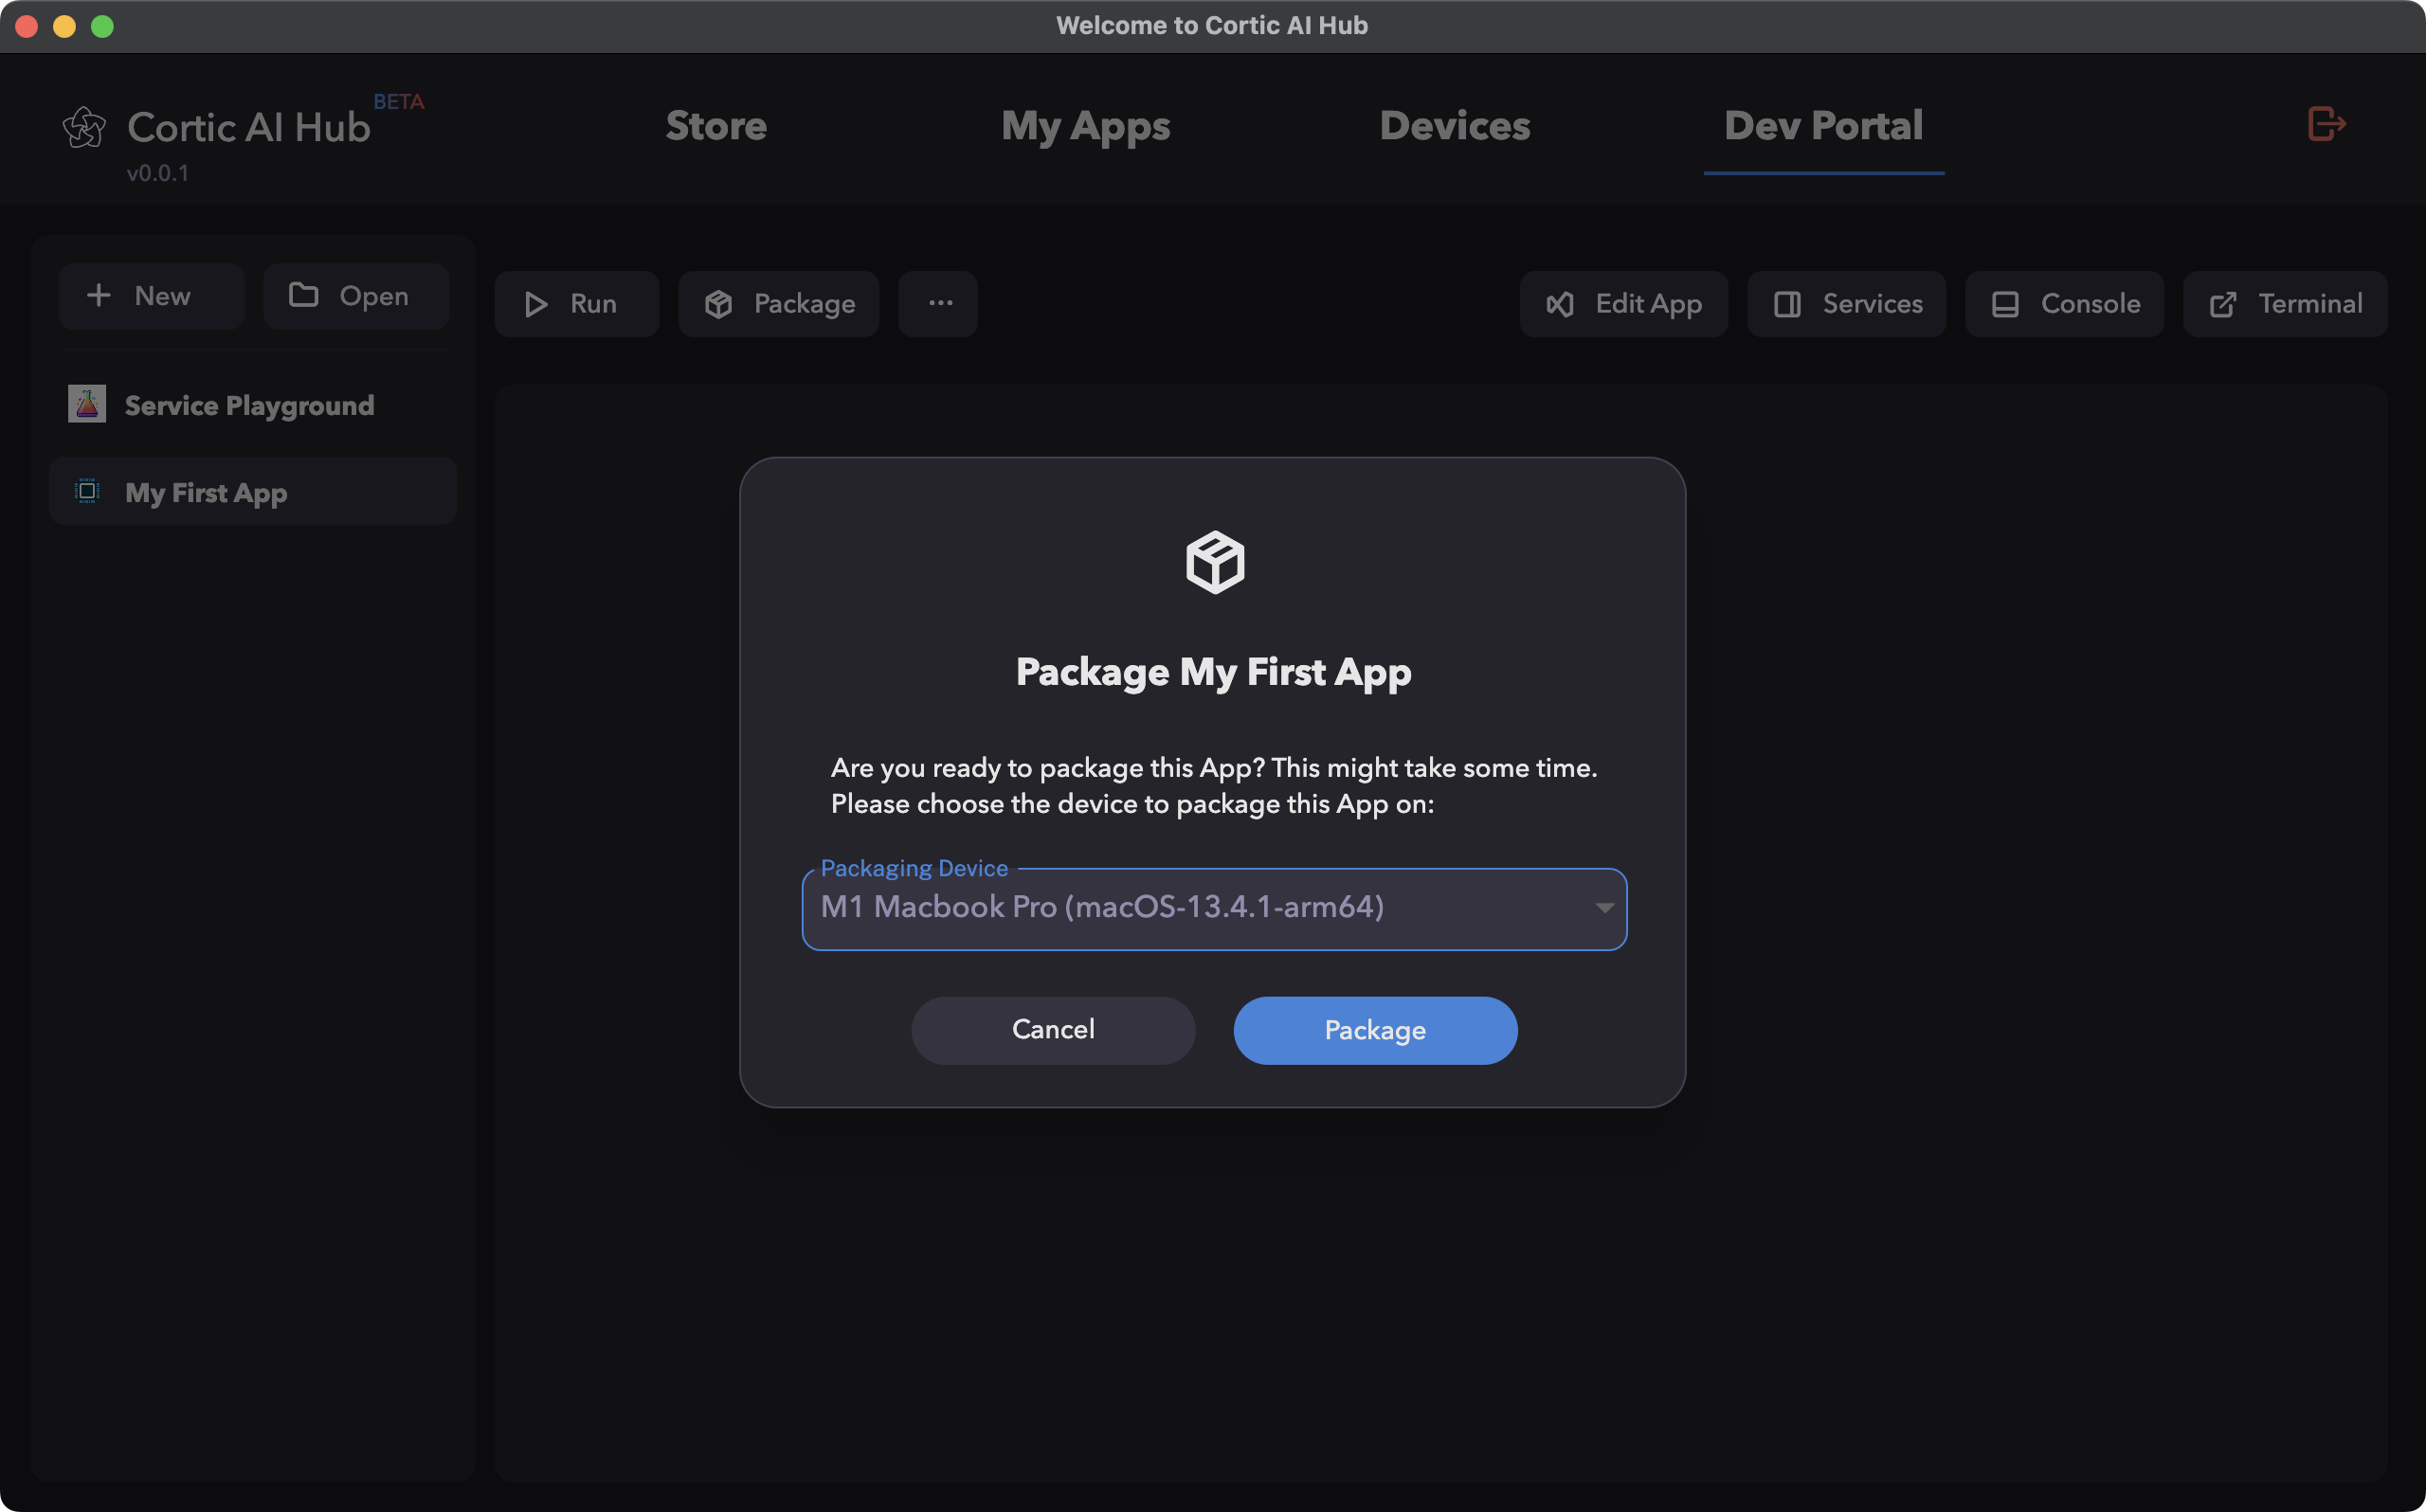 Welcome to Cortic AI Hub
Cortic AI Hub BETA
v0.0.1
Store
My Apps
Devices
Dev Portal
New
Open
Run
Package
...
Edit App
Services
Console
Terminal
Service Playground
My First App
Package My First App
Are you ready to package this App? This might take some time.
Please choose the device to package this App on:
Packaging Device
M1 Macbook Pro (macOS-13.4.1-arm64)
Cancel
Package